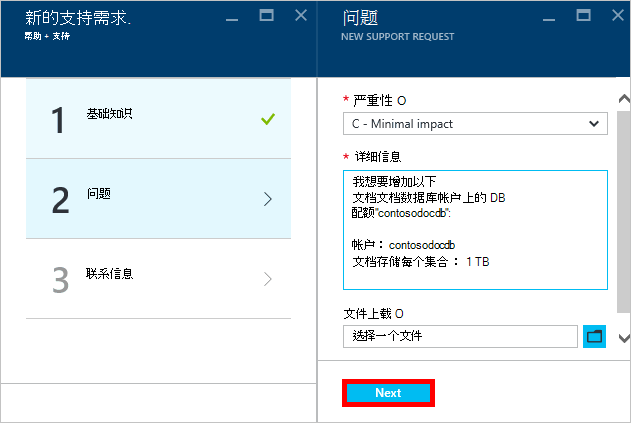 新的支持需求.
帮助 + 支持
1
基础知识
2
问题
3
联系信息
问题
NEW SUPPORT REQUEST
* 严重性 O
C - Minimal impact
* 详细信息
我想要增加以下
文档文档数据库帐户上的 DB
配额"contosodocdb":
帐户： contosodocdb
文档存储每个集合： 1 TB
文件上载 O
选择一个文件
Next